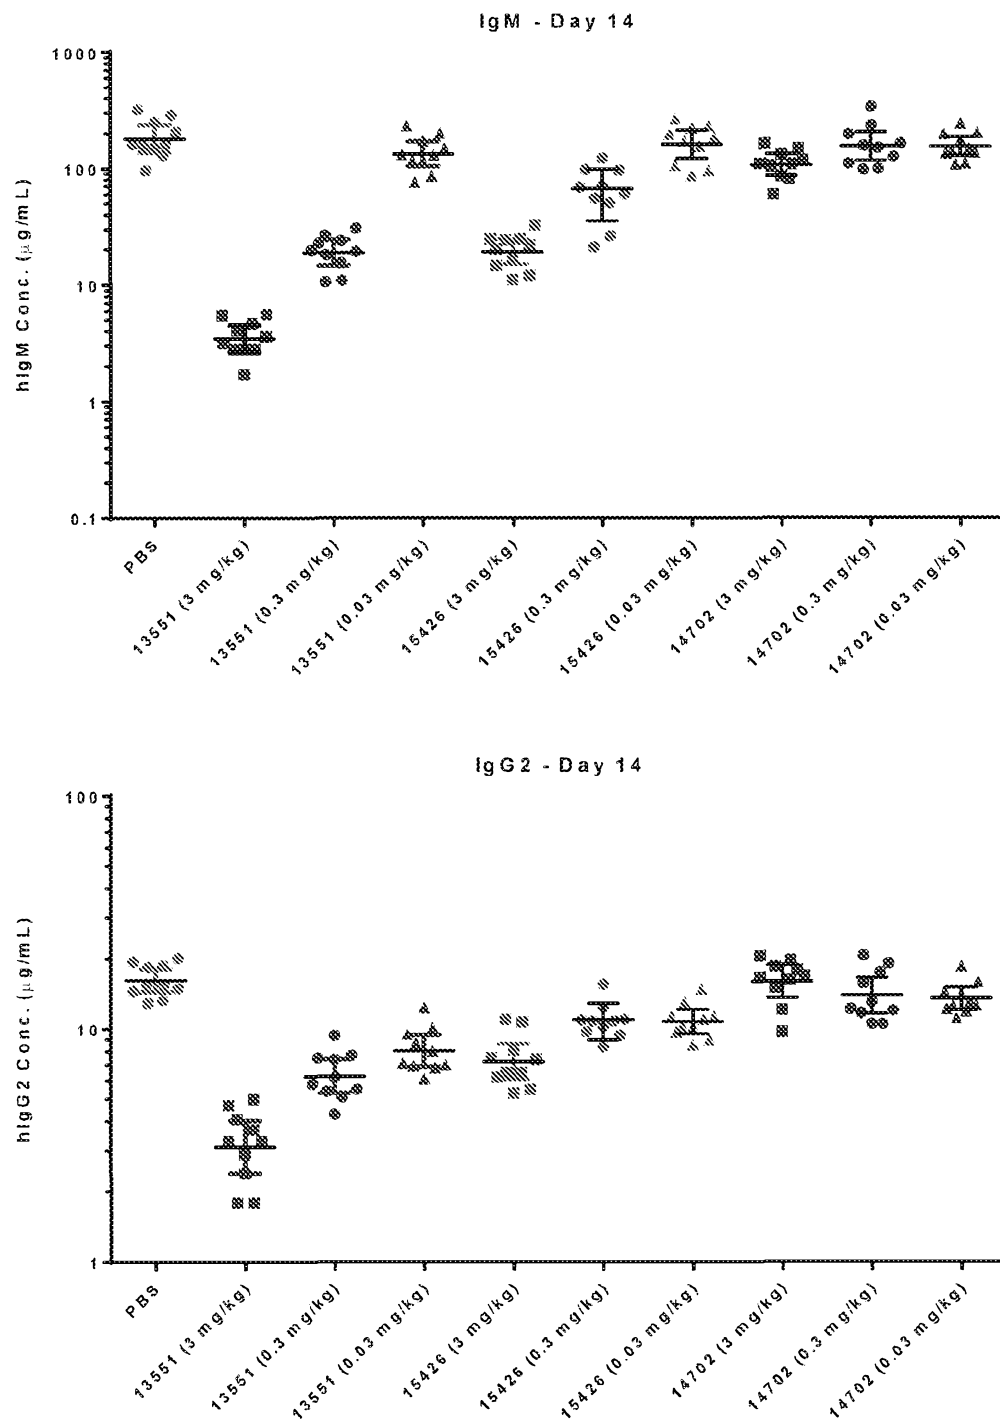 IgM - Day 14
1000
100
10
1
0.1
hIgM Conc. (µg/mL)
PBS
13551 (3 mg/kg)
13551 (0.3 mg/kg)
13551 (0.03 mg/kg)
15426 (3 mg/kg)
15426 (0.3 mg/kg)
15426 (0.03 mg/kg)
14702 (3 mg/kg)
14702 (0.3 mg/kg)
14702 (0.03 mg/kg)
IgG2 - Day 14
100
10
1
hIgG2 Conc. (µg/mL)
PBS
13551 (3 mg/kg)
13551 (0.3 mg/kg)
13551 (0.03 mg/kg)
15426 (3 mg/kg)
15426 (0.3 mg/kg)
15426 (0.03 mg/kg)
14702 (3 mg/kg)
14702 (0.3 mg/kg)
14702 (0.03 mg/kg)